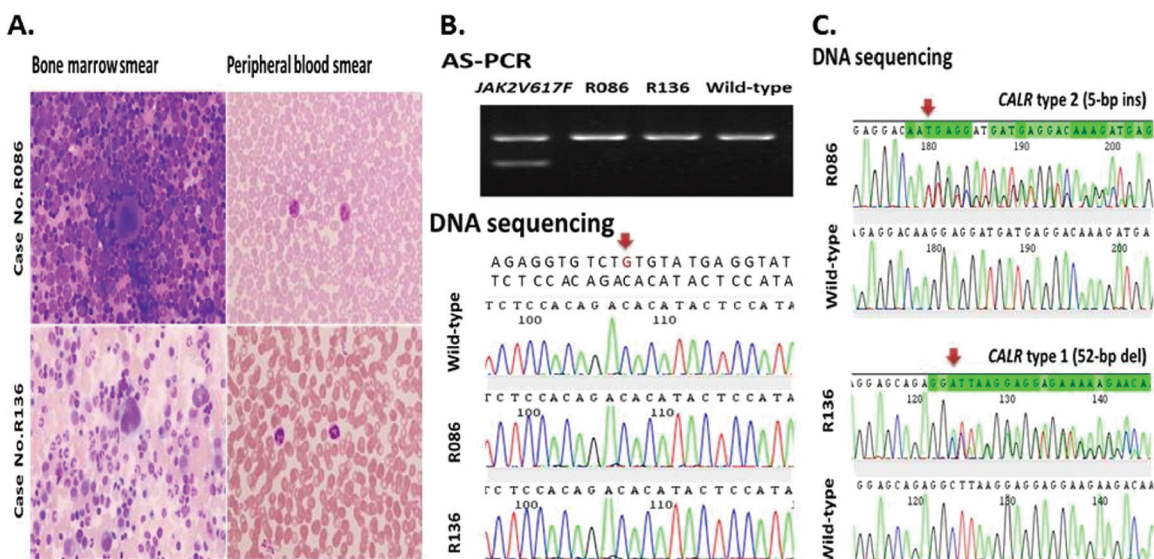 A.
Bone marrow smear Peripheral blood smear
Case No.R086
Case No.R136
B.
AS-PCR
JAK2V617F R086 R136 Wild-type
DNA sequencing
AGAGGTGTCTGTGTATGAGGTAT
TCTCCACAGACACATACTCCATA
Wild-type
TCTCCACAGACACATACTCCATA
100 110
R086
TCTCCACAGACACATACTCCATA
100 110
R136
TCTCCACAGACACATACTCCATA
100 110
C.
DNA sequencing
CALR type 2 (5-bp ins)
R086
GAGGACAATGAGGATGATGAGGACAAAGATGAG
180 190 200
Wild-type
GAGGACAAGGAGGATGATGAGGACAAAGATGA
180 190 200
CALR type 1 (52-bp del)
R136
GGAGCAGAGGATTAAGGAGGAGAAAAAGAACA
120 130 140
Wild-type
GGAGCAGAGGCTTAAGGAGGAGGAAGAAGACAA
120 130 140